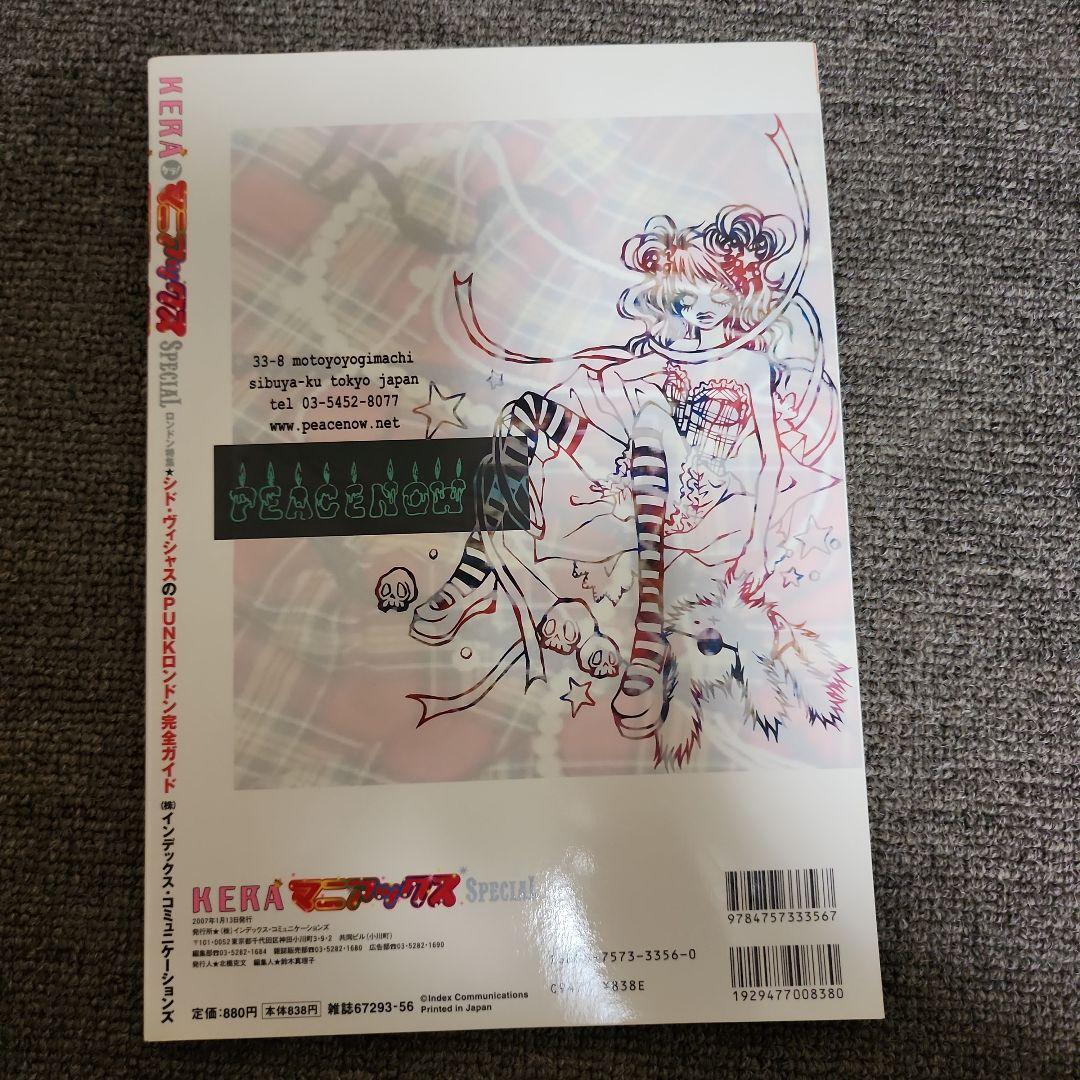 KERA マニアックス SPECIAL ロンドン特集★シド・ヴィシャスのPUNKロンドン完全ガイド (株)インデックス・コミュニケーションズ
33-8 motoyoyogimachi
sibuya-ku tokyo japan
tel 03-5452-8077
www.peacenow.net
PEACE NOW
KERA マニアックス SPECIAL
2007年1月13日発行
発行所★(株)インデックス・コミュニケーションズ
〒101-0052 東京都千代田区神田小川町3-9-2 共同ビル(小川町)
編集部☎03-5282-1684 雑誌販売部☎03-5282-1680 広告部☎03-5282-1690
発行人★北橋克文 編集人★鈴木真理子
定価:880円 本体838円 雑誌67293-56
©Index Communications
Printed in Japan
9784757333567
7573-3356-0
¥838E
1929477008380